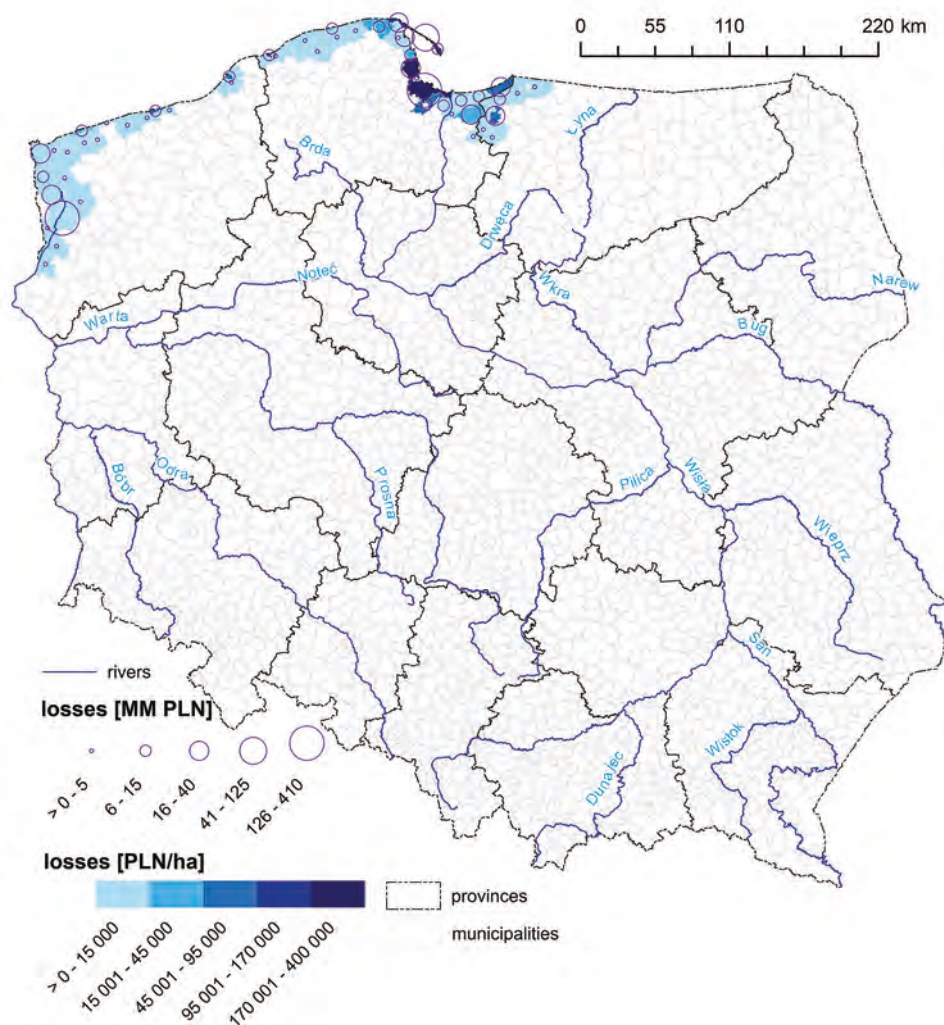 0 55 110 220 km
Łyna
Brda
Drwęca
Wkra
Noteć
Narew
Warta
Bug
Bóbr
Odra
Prosna
Pilica
Wisła
Wieprz
San
Wisłok
Dunajec
rivers
losses [MM PLN]
> 0 - 5
6 - 15
16 - 40
41 - 125
126 - 410
losses [PLN/ha]
> 0 - 15 000
15 001 - 45 000
45 001 - 95 000
95 001 - 170 000
170 001 - 400 000
provinces
municipalities